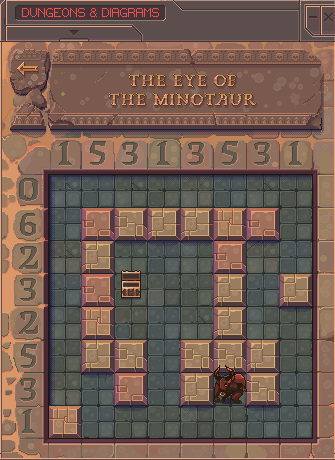 DUNGEONS & DIAGRAMS
THE EYE OF
THE MINOTAUR
1 5 3 1 3 5 3 1
0
6
2
3
2
5
3
1